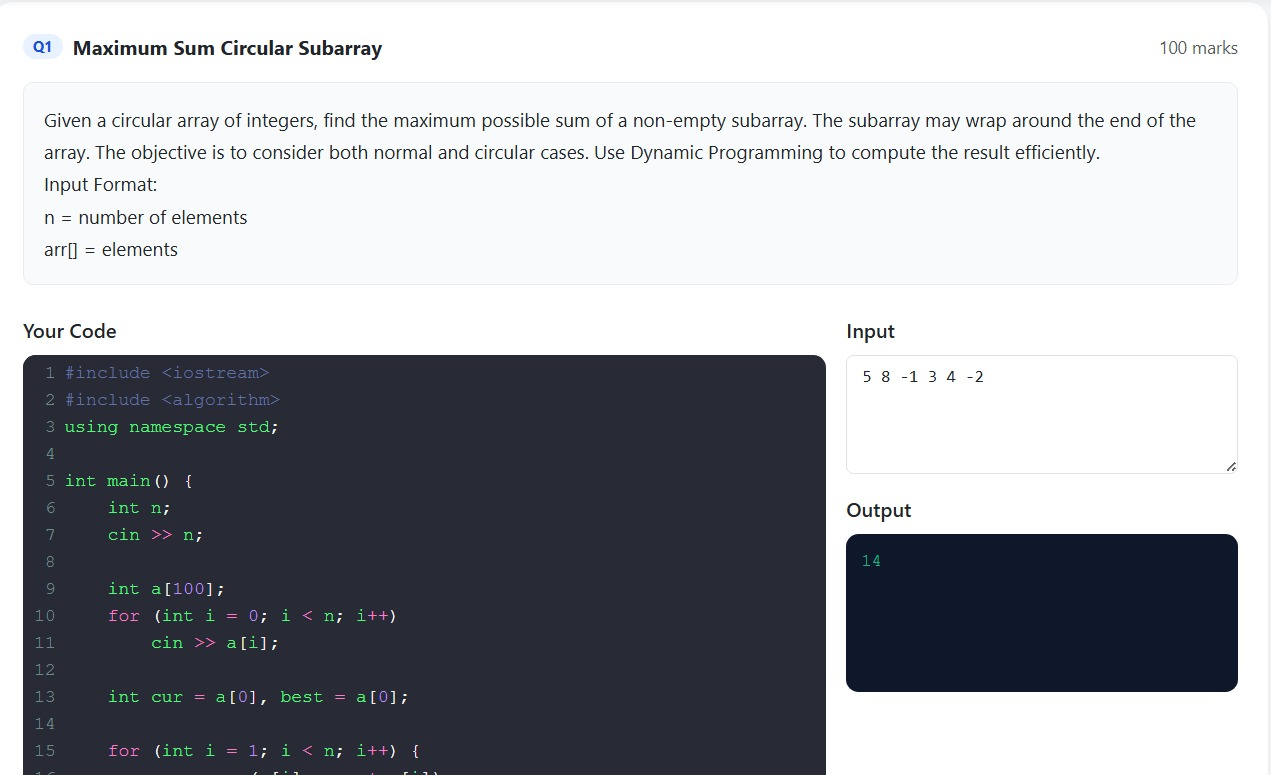 Q1 Maximum Sum Circular Subarray 100 marks
Given a circular array of integers, find the maximum possible sum of a non-empty subarray. The subarray may wrap around the end of the
array. The objective is to consider both normal and circular cases. Use Dynamic Programming to compute the result efficiently.
Input Format:
n = number of elements
arr[] = elements
Your Code
1 #include <iostream>
2 #include <algorithm>
3 using namespace std;
4
5 int main() {
6     int n;
7     cin >> n;
8
9     int a[100];
10     for (int i = 0; i < n; i++)
11         cin >> a[i];
12
13     int cur = a[0], best = a[0];
14
15     for (int i = 1; i < n; i++) {
Input
5 8 -1 3 4 -2
Output
14